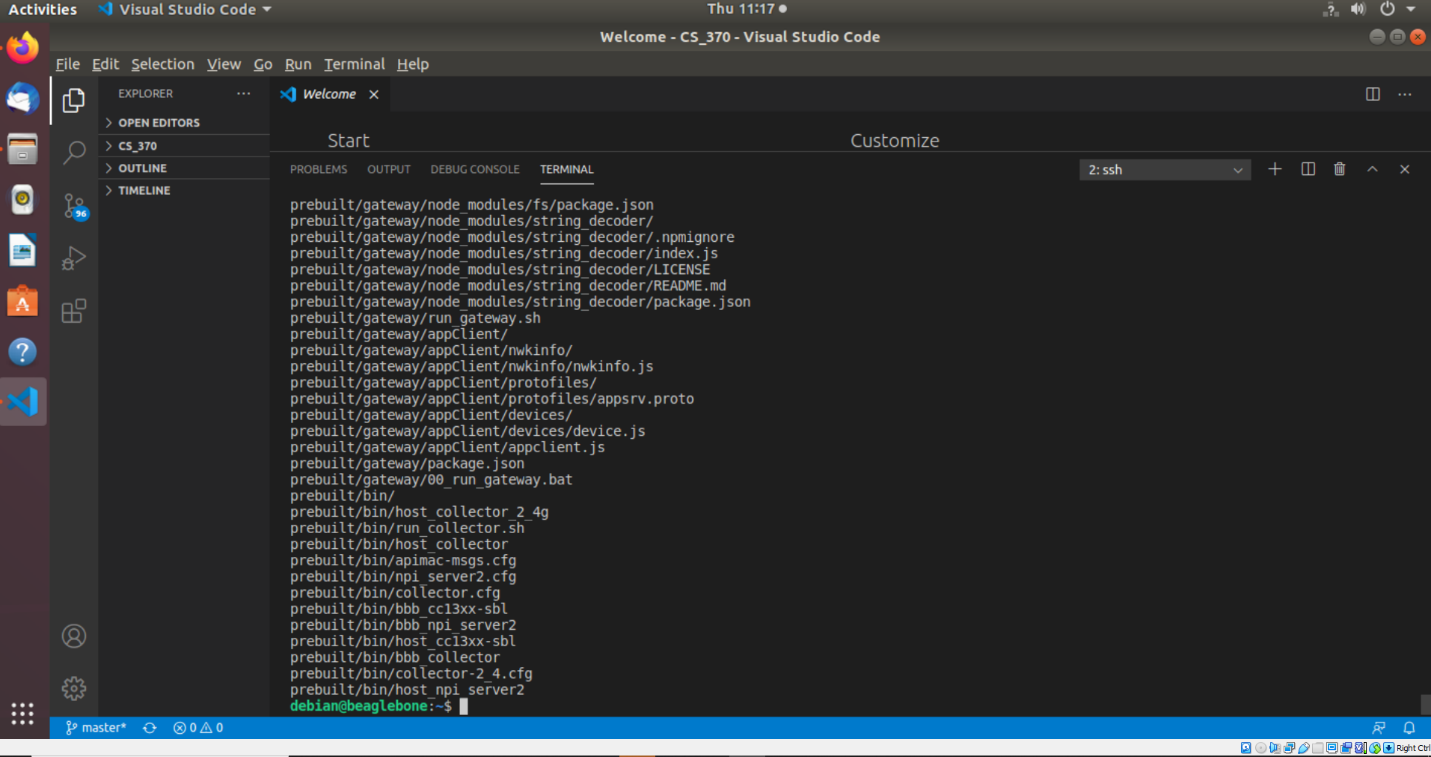 Activities Visual Studio Code Thu 11:17
Welcome - CS_370 - Visual Studio Code
File Edit Selection View Go Run Terminal Help
EXPLORER ... Welcome ...
OPEN EDITORS
CS_370
OUTLINE
TIMELINE
96
Start Customize
PROBLEMS OUTPUT DEBUG CONSOLE TERMINAL 2: ssh
prebuilt/gateway/node_modules/fs/package.json
prebuilt/gateway/node_modules/string_decoder/
prebuilt/gateway/node_modules/string_decoder/.npmignore
prebuilt/gateway/node_modules/string_decoder/index.js
prebuilt/gateway/node_modules/string_decoder/LICENSE
prebuilt/gateway/node_modules/string_decoder/README.md
prebuilt/gateway/node_modules/string_decoder/package.json
prebuilt/gateway/run_gateway.sh
prebuilt/gateway/appClient/
prebuilt/gateway/appClient/nwkinfo/
prebuilt/gateway/appClient/nwkinfo/nwkinfo.js
prebuilt/gateway/appClient/protofiles/
prebuilt/gateway/appClient/protofiles/appsrv.proto
prebuilt/gateway/appClient/devices/
prebuilt/gateway/appClient/devices/device.js
prebuilt/gateway/appClient/appclient.js
prebuilt/gateway/package.json
prebuilt/gateway/00_run_gateway.bat
prebuilt/bin/
prebuilt/bin/host_collector_2_4g
prebuilt/bin/run_collector.sh
prebuilt/bin/host_collector
prebuilt/bin/apimac-msgs.cfg
prebuilt/bin/npi_server2.cfg
prebuilt/bin/collector.cfg
prebuilt/bin/bbb_cc13xx-sbl
prebuilt/bin/bbb_npi_server2
prebuilt/bin/host_cc13xx-sbl
prebuilt/bin/bbb_collector
prebuilt/bin/collector-2_4.cfg
prebuilt/bin/host_npi_server2
debian@beaglebone:~$
master* 0 0
Right Ctrl